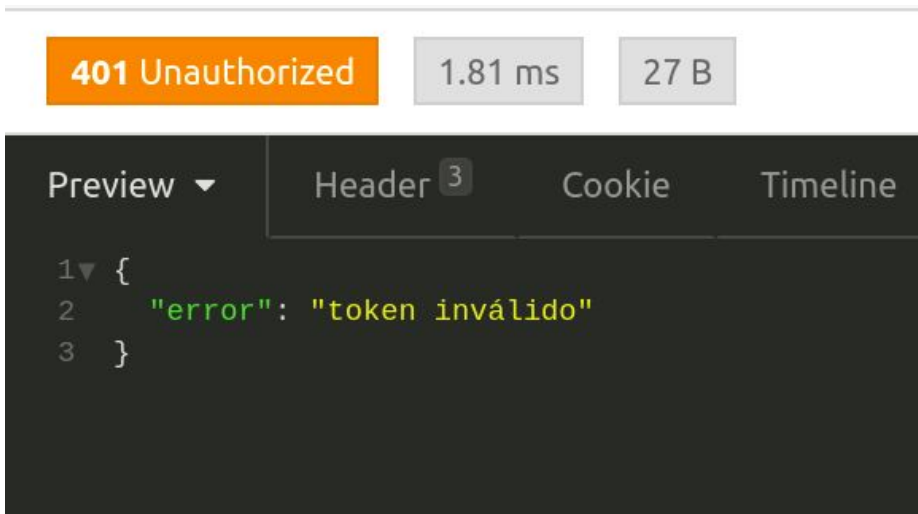 401 Unauthorized 1.81 ms 27 B
Preview Header 3 Cookie Timeline
1 {
2 "error": "token inválido"
3 }